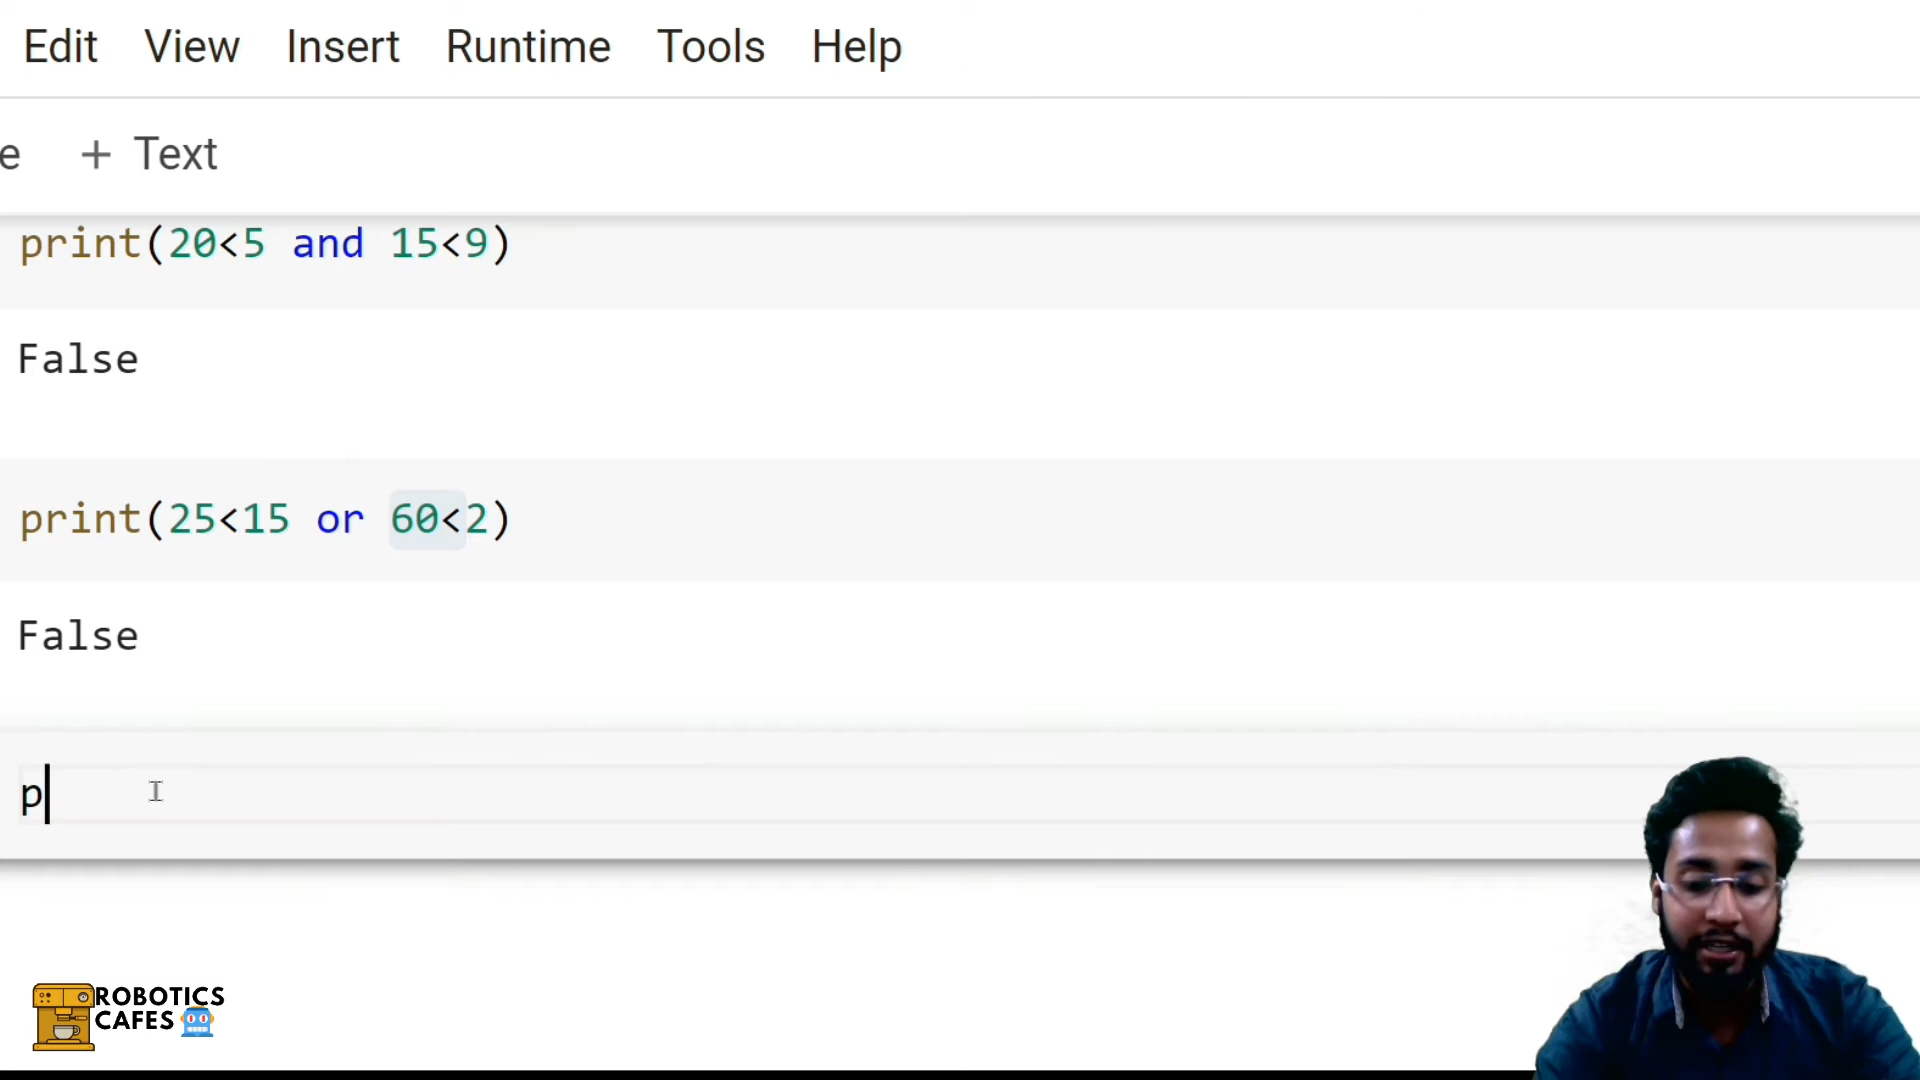 Edit View Insert Runtime Tools Help
e + Text
print(20<5 and 15<9)
False
print(25<15 or 60<2)
False
p
ROBOTICS
CAFES